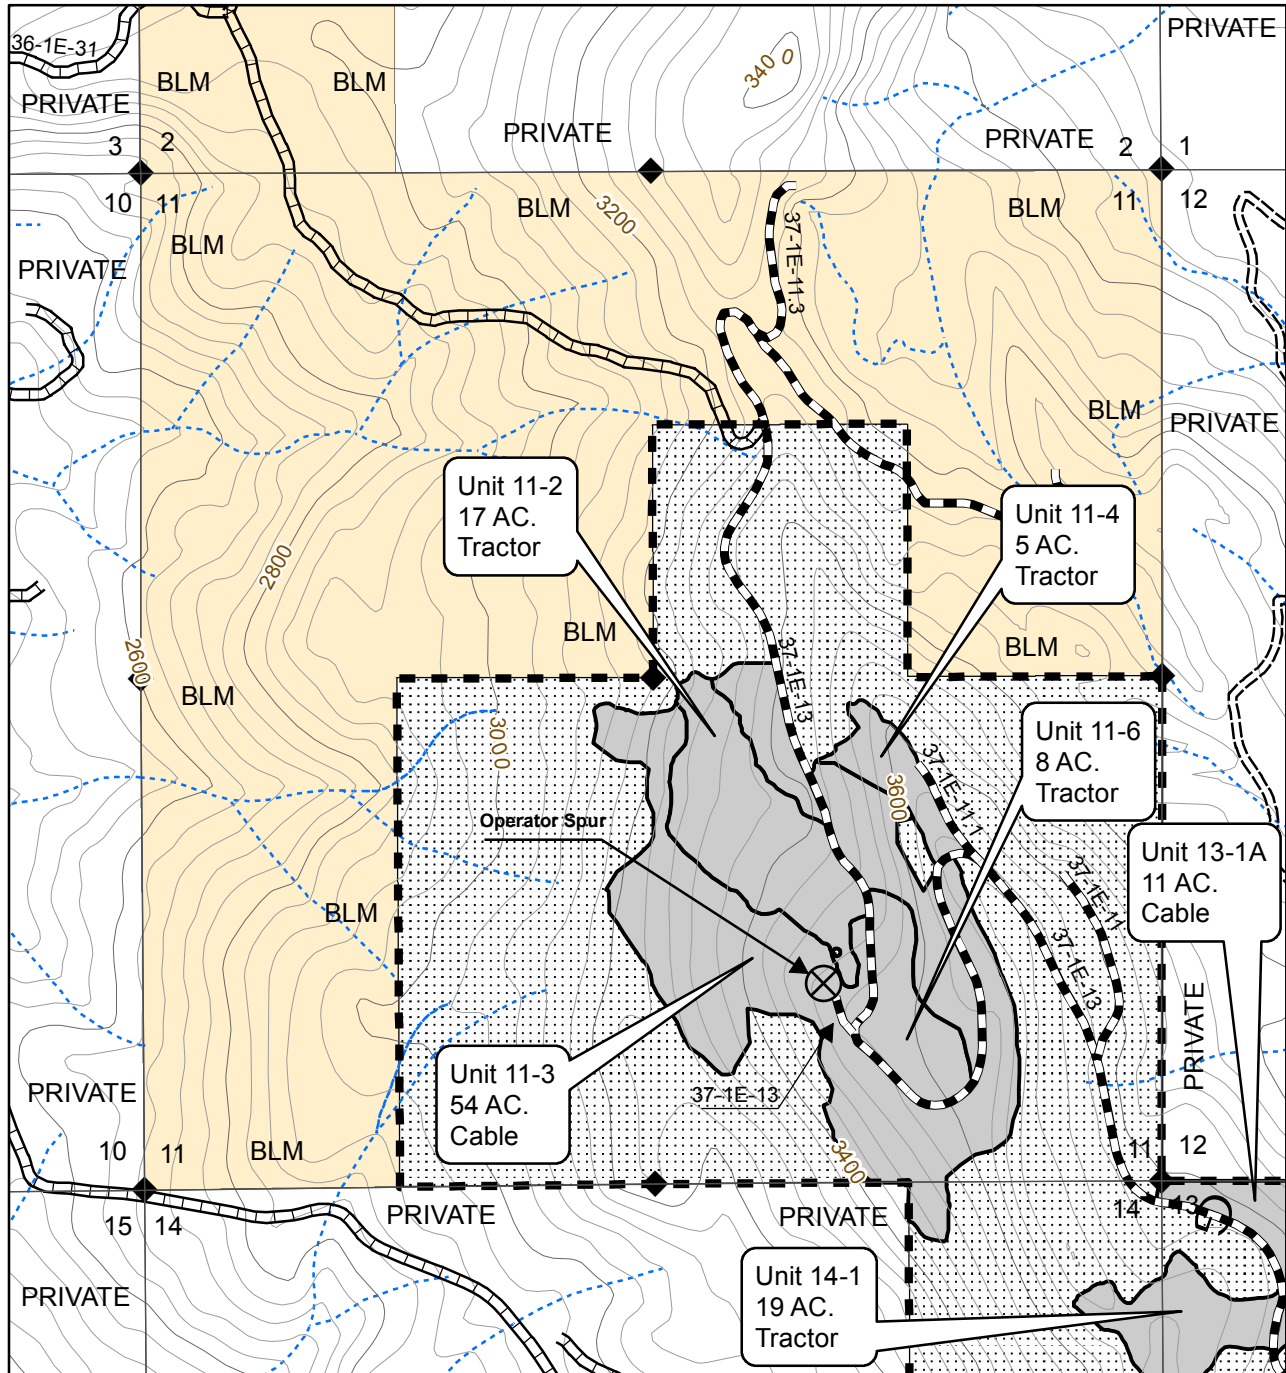 PRIVATE
36-1E-31
BLM
BLM
3400
PRIVATE
PRIVATE
PRIVATE
3
2
2
1
10
11
11
12
BLM
3200
BLM
BLM
PRIVATE
37-1E-11.3
BLM
PRIVATE
Unit 11-2
17 AC.
Tractor
Unit 11-4
5 AC.
Tractor
2800
BLM
BLM
2600
BLM
37-1E-13
3000
Unit 11-6
8 AC.
Tractor
37-1E-11.1
3600
Operator Spur
Unit 13-1A
11 AC.
Cable
37-1E-11
BLM
37-1E-13
PRIVATE
Unit 11-3
54 AC.
Cable
PRIVATE
37-1E-13
10
11
BLM
3400
11
12
15
14
PRIVATE
PRIVATE
14
13
Unit 14-1
19 AC.
Tractor
PRIVATE